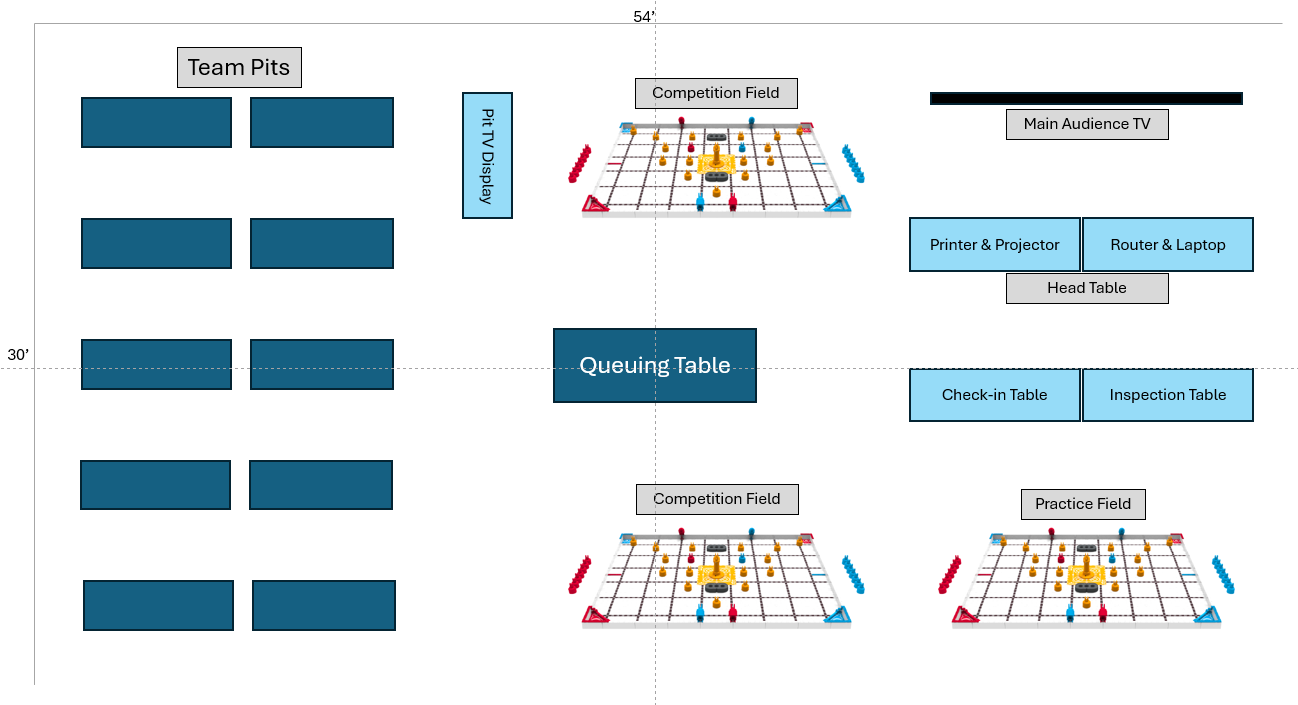 54’
Team Pits
Competition Field
Pit TV Display
Main Audience TV
Printer & Projector
Router & Laptop
Head Table
30’
Queuing Table
Check-in Table
Inspection Table
Competition Field
Practice Field